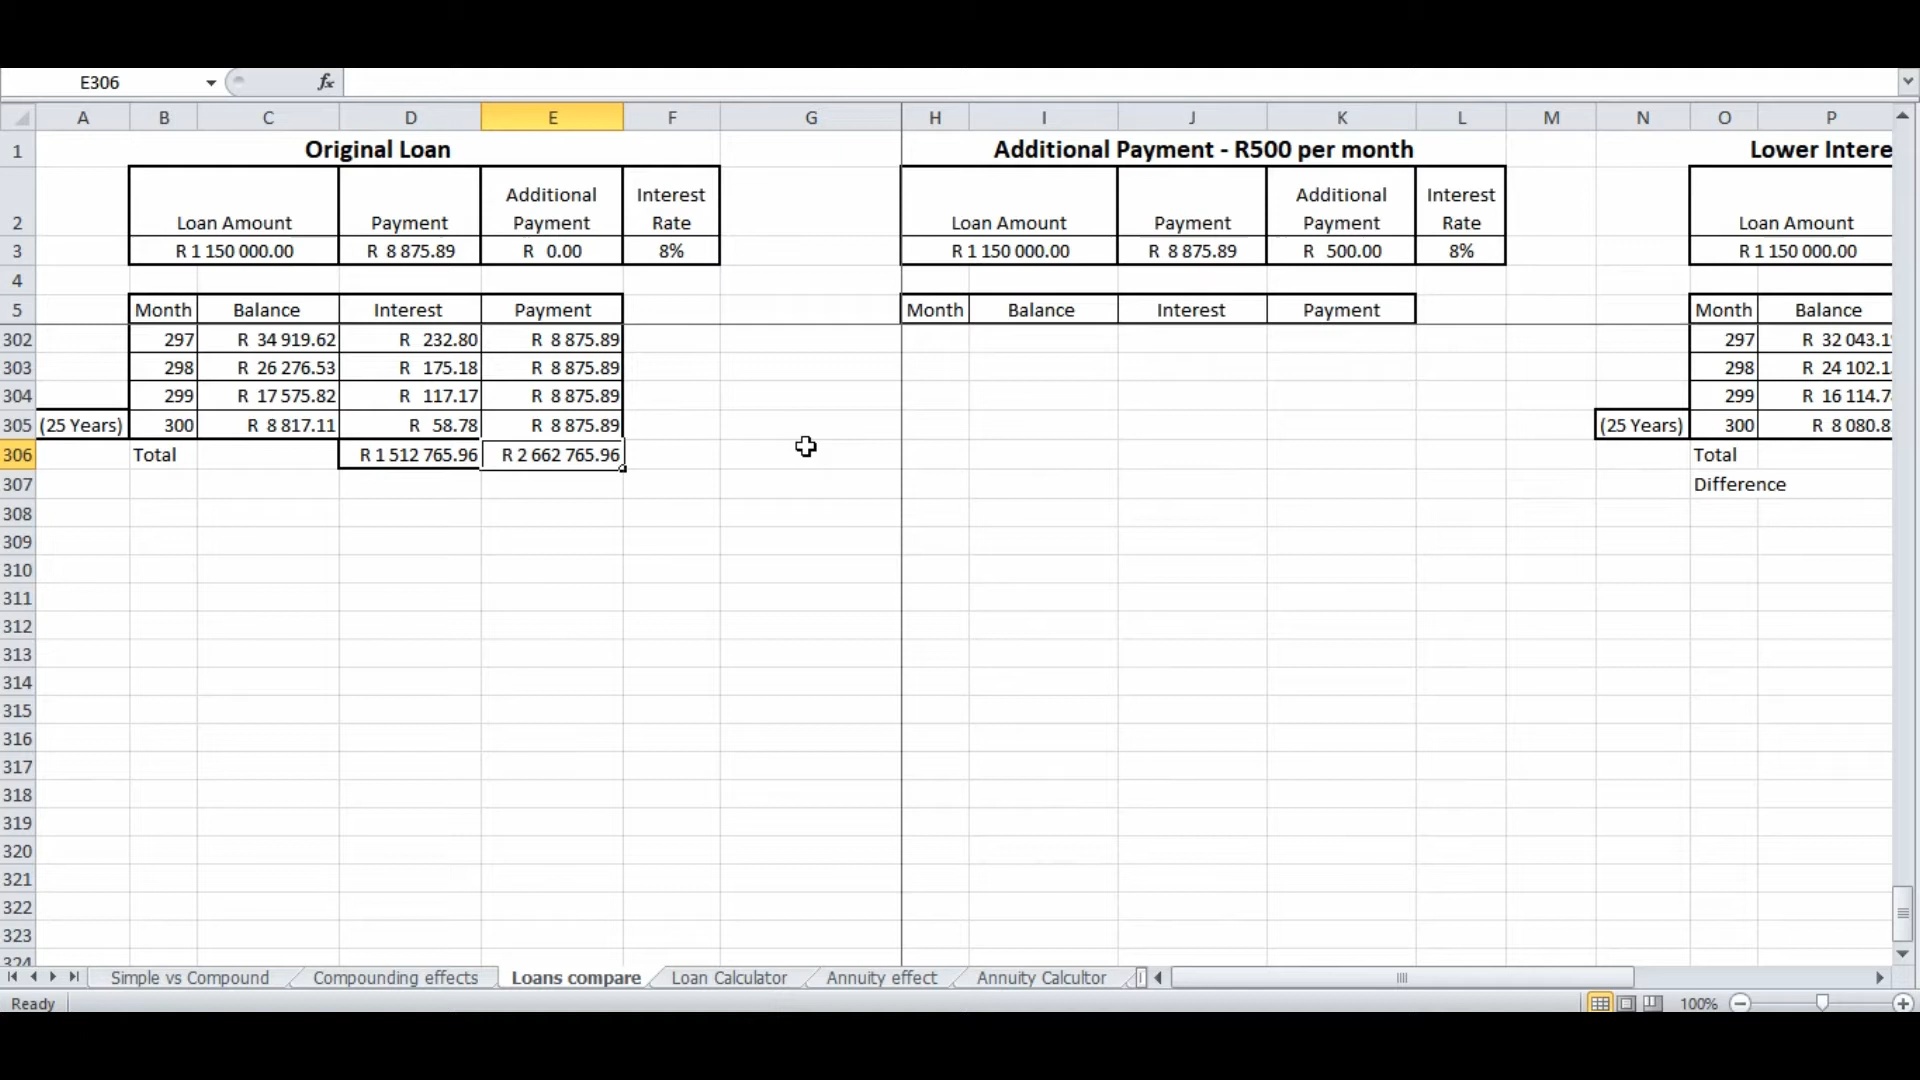 E306 fx
A B C D E F G H I J K L M N O P
1 Original Loan Additional Payment - R500 per month Lower Intere
Additional Interest Additional Interest
2 Loan Amount Payment Payment Rate Loan Amount Payment Payment Rate Loan Amount
3 R 1 150 000.00 R 8 875.89 R 0.00 8% R 1 150 000.00 R 8 875.89 R 500.00 8% R 1 150 000.00
4
5 Month Balance Interest Payment Month Balance Interest Payment Month Balance
302 297 R 34 919.62 R 232.80 R 8 875.89 297 R 32 043.1
303 298 R 26 276.53 R 175.18 R 8 875.89 298 R 24 102.1
304 299 R 17 575.82 R 117.17 R 8 875.89 299 R 16 114.7
305 (25 Years) 300 R 8 817.11 R 58.78 R 8 875.89 (25 Years) 300 R 8 080.8
306 Total R 1 512 765.96 R 2 662 765.96 Total
307 Difference
308
309
310
311
312
313
314
315
316
317
318
319
320
321
322
323
324
Simple vs Compound Compounding effects Loans compare Loan Calculator Annuity effect Annuity Calcultor
Ready 100%